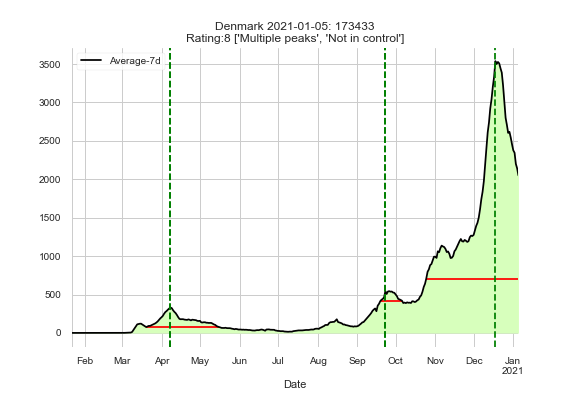 Denmark 2021-01-05: 173433
Rating:8 ['Multiple peaks', 'Not in control']
Average-7d
3500
3000
2500
2000
1500
1000
500
0
Feb Mar Apr May Jun Jul Aug Sep Oct Nov Dec Jan
2021
Date